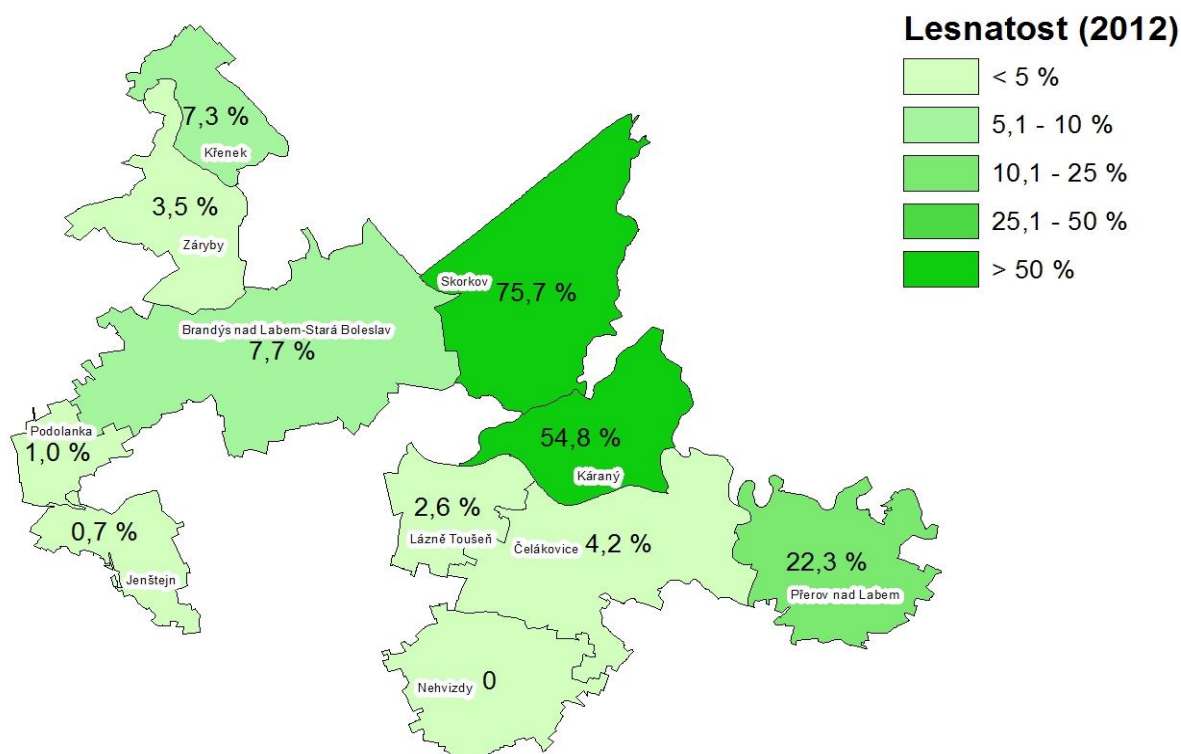 Lesnatost (2012)
< 5 %
5,1 - 10 %
10,1 - 25 %
25,1 - 50 %
> 50 %
7,3 %
Křenek
3,5 %
Záryby
Skorkov
75,7 %
Brandýs nad Labem-Stará Boleslav
7,7 %
Podolanka
1,0 %
54,8 %
Káraný
0,7 %
Jenštejn
2,6 %
Lázně Toušeň
Čelákovice
4,2 %
22,3 %
Přerov nad Labem
Nehvizdy
0